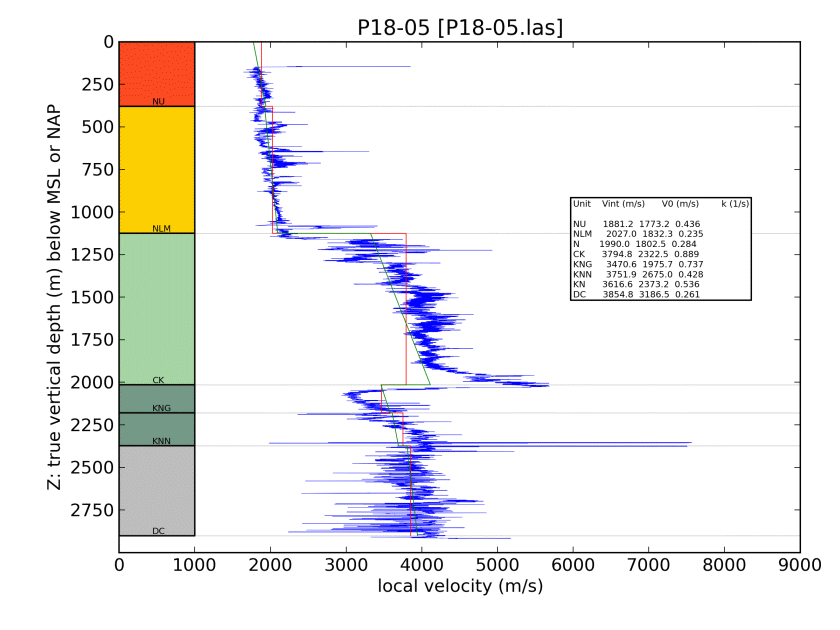 P18-05 [P18-05.las]
Z: true vertical depth (m) below MSL or NAP
0
250
500
750
1000
1250
1500
1750
2000
2250
2500
2750
NU
NLM
CK
KNG
KNN
DC
Unit Vint (m/s) V0 (m/s) k (1/s)
NU 1881.2 1773.2 0.436
NLM 2027.0 1832.3 0.235
N 1990.0 1802.5 0.284
CK 3794.8 2322.5 0.889
KNG 3470.6 1975.7 0.737
KNN 3751.9 2675.0 0.428
KN 3616.6 2373.2 0.536
DC 3854.8 3186.5 0.261
0 1000 2000 3000 4000 5000 6000 7000 8000 9000
local velocity (m/s)